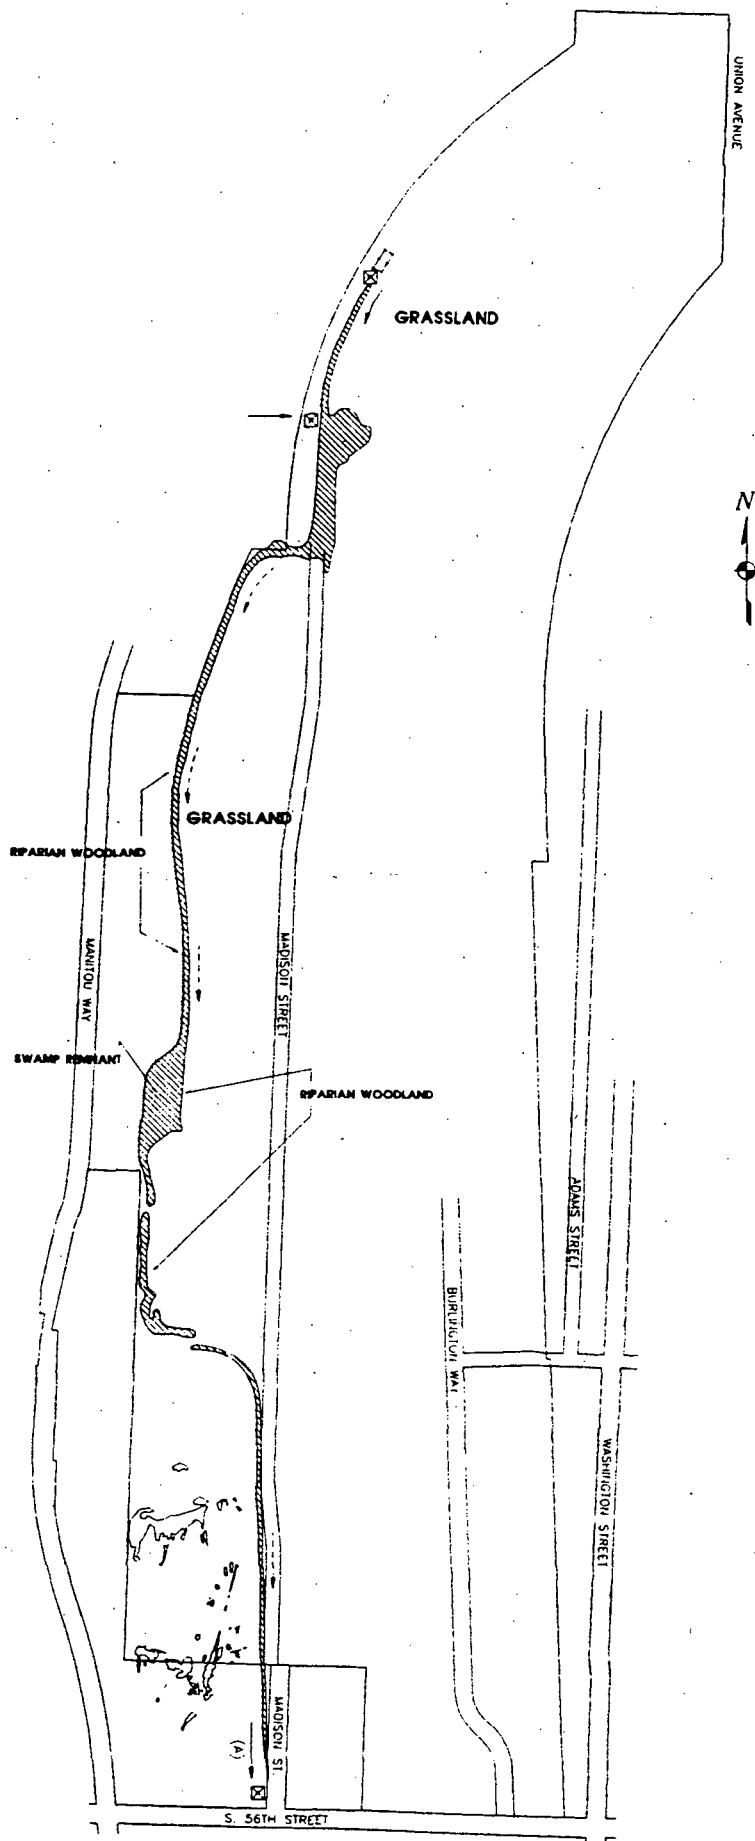 UNION AVENUE
GRASSLAND
N
GRASSLAND
RIPARIAN WOODLAND
MANITOU WAY
MADISON STREET
SWAMP REMNANT
RIPARIAN WOODLAND
ADAMS STREET
BURLINGTON WAY
WASHINGTON STREET
MADISON ST.
(A)
S. 56TH STREET